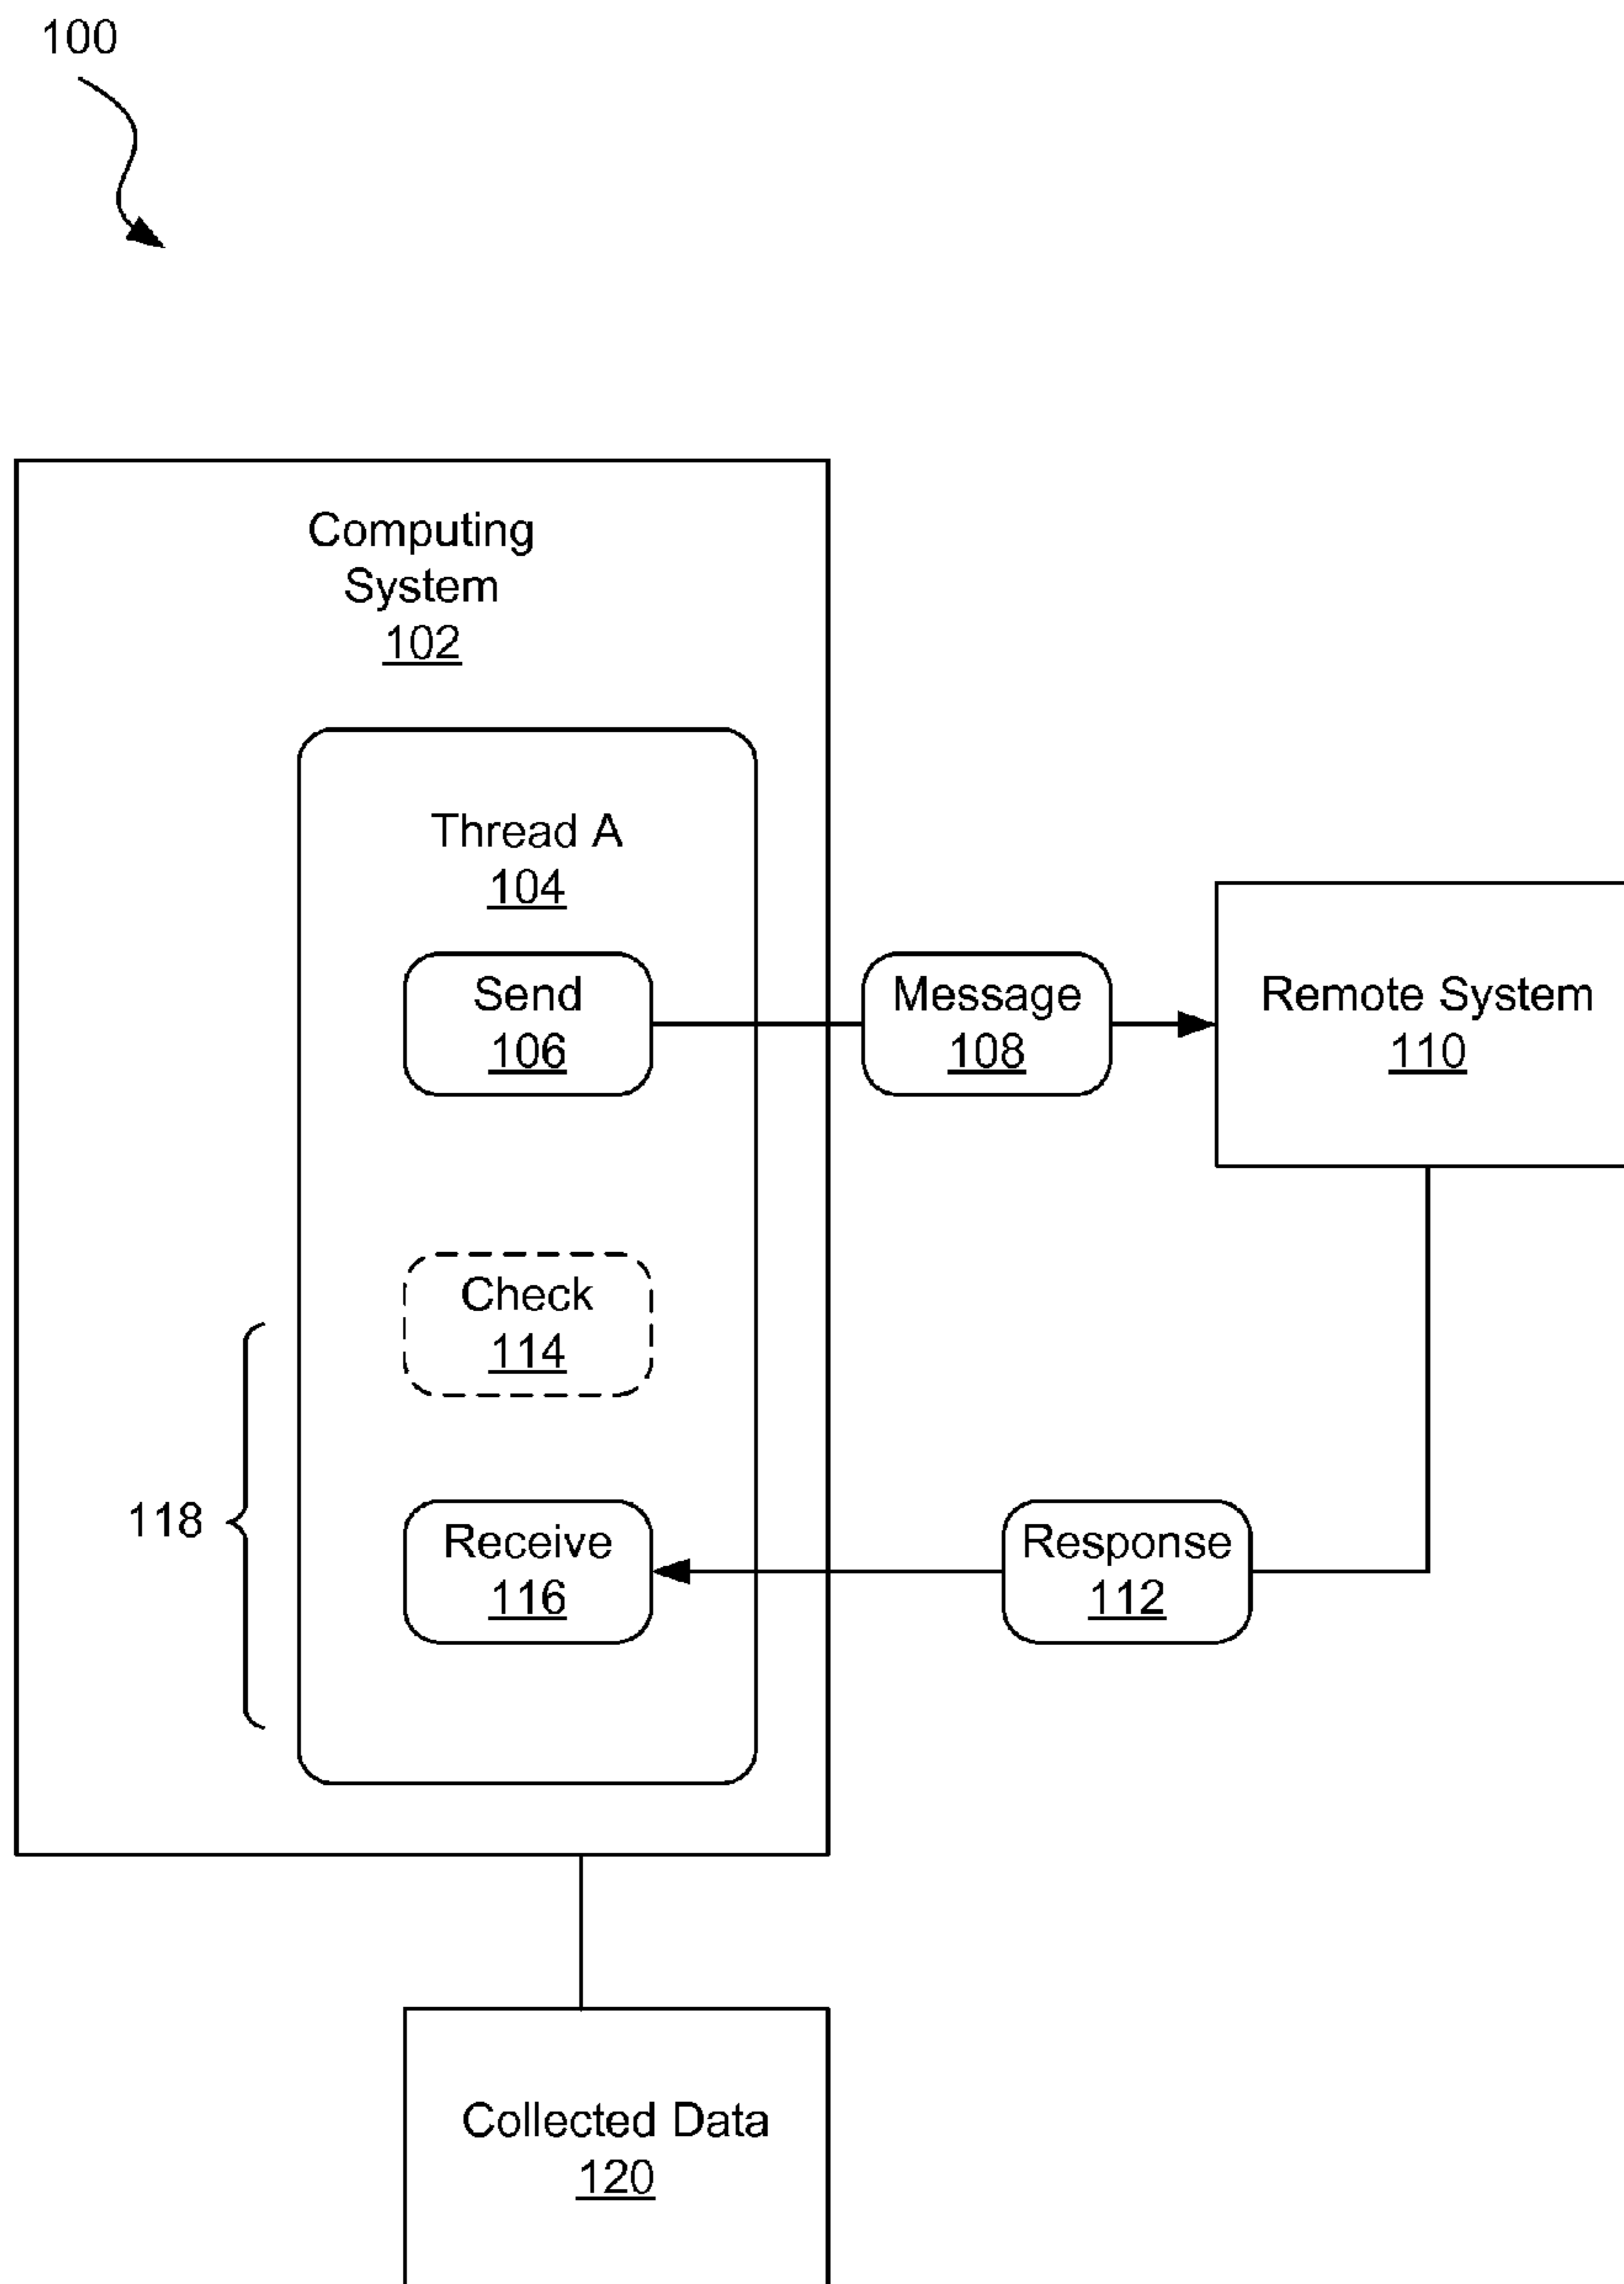 100
Computing
System
102
Thread A
104
Send
106
Message
108
Remote System
110
Check
114
118
Receive
116
Response
112
Collected Data
120